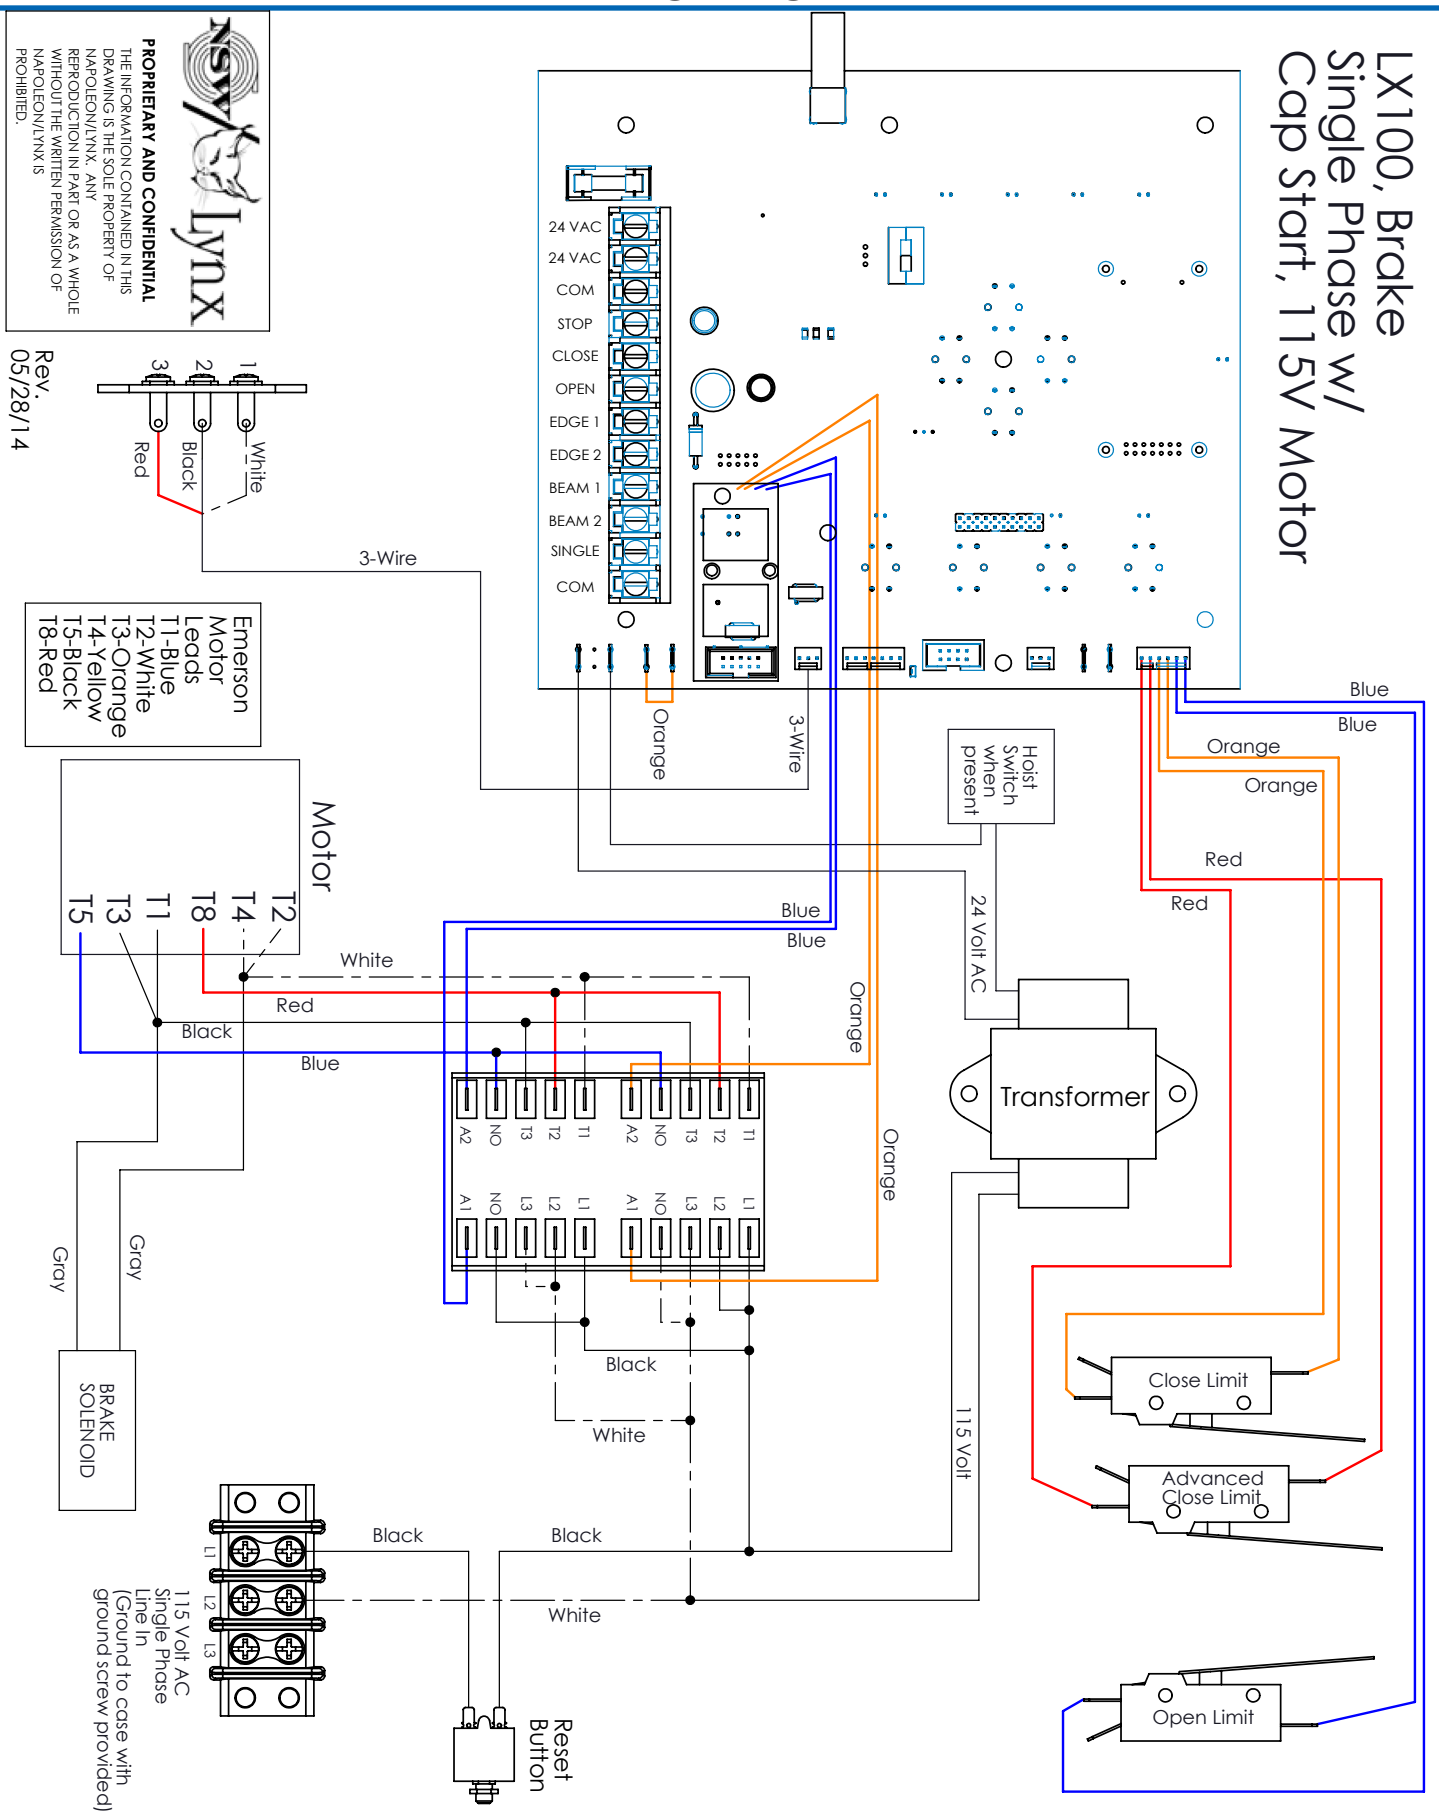 LX100, Brake
Single Phase w/
Cap Start, 115V Motor
NSW/
Lynx
PROPRIETARY AND CONFIDENTIAL
THE INFORMATION CONTAINED IN THIS
DRAWING IS THE SOLE PROPERTY OF
NAPOLEON/LYNX. ANY
REPRODUCTION IN PART OR AS A WHOLE
WITHOUT THE WRITTEN PERMISSION OF
NAPOLEON/LYNX IS
PROHIBITED.
Rev.
05/28/14
24 VAC
24 VAC
COM
STOP
CLOSE
OPEN
EDGE 1
EDGE 2
BEAM 1
BEAM 2
SINGLE
COM
1
2
3
White
Black
Red
3-Wire
Emerson
Motor
Leads
T1-Blue
T2-White
T3-Orange
T4-Yellow
T5-Black
T8-Red
Orange
3-Wire
Hoist
Switch
when
present
Blue
Blue
Orange
Orange
Red
Red
Motor
T2
T4
T8
T1
T3
T5
Blue
Blue
24 Volt AC
White
Red
Black
Blue
Orange
Orange
Transformer
A2
NO
T3
T2
T1
A2
NO
T3
T2
T1
A1
NO
L3
L2
L1
A1
NO
L3
L2
L1
Gray
Gray
BRAKE
SOLENOID
Black
White
115 Volt
Close Limit
Advanced
Close Limit
Open Limit
Black
Black
White
L1
L2
L3
115 Volt AC
Single Phase
Line In
(Ground to case with
ground screw provided)
Reset
Button